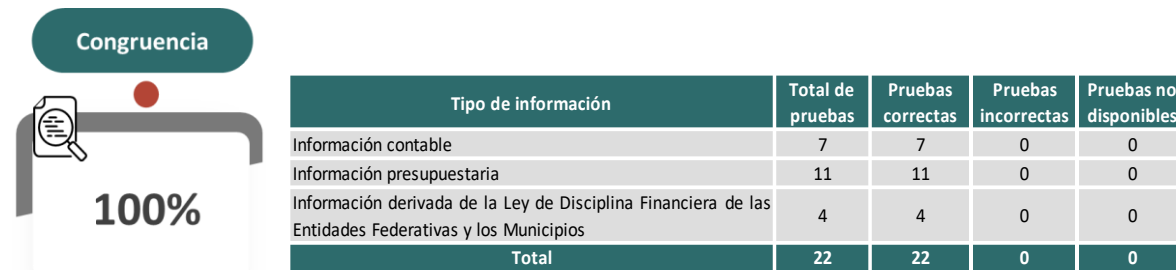 Congruencia
100%
Tipo de información
Total de
pruebas
Pruebas
correctas
Pruebas
incorrectas
Pruebas no
disponibles
Información contable 7 7 0 0
Información presupuestaria 11 11 0 0
Información derivada de la Ley de Disciplina Financiera de las
Entidades Federativas y los Municipios 4 4 0 0
Total 22 22 0 0